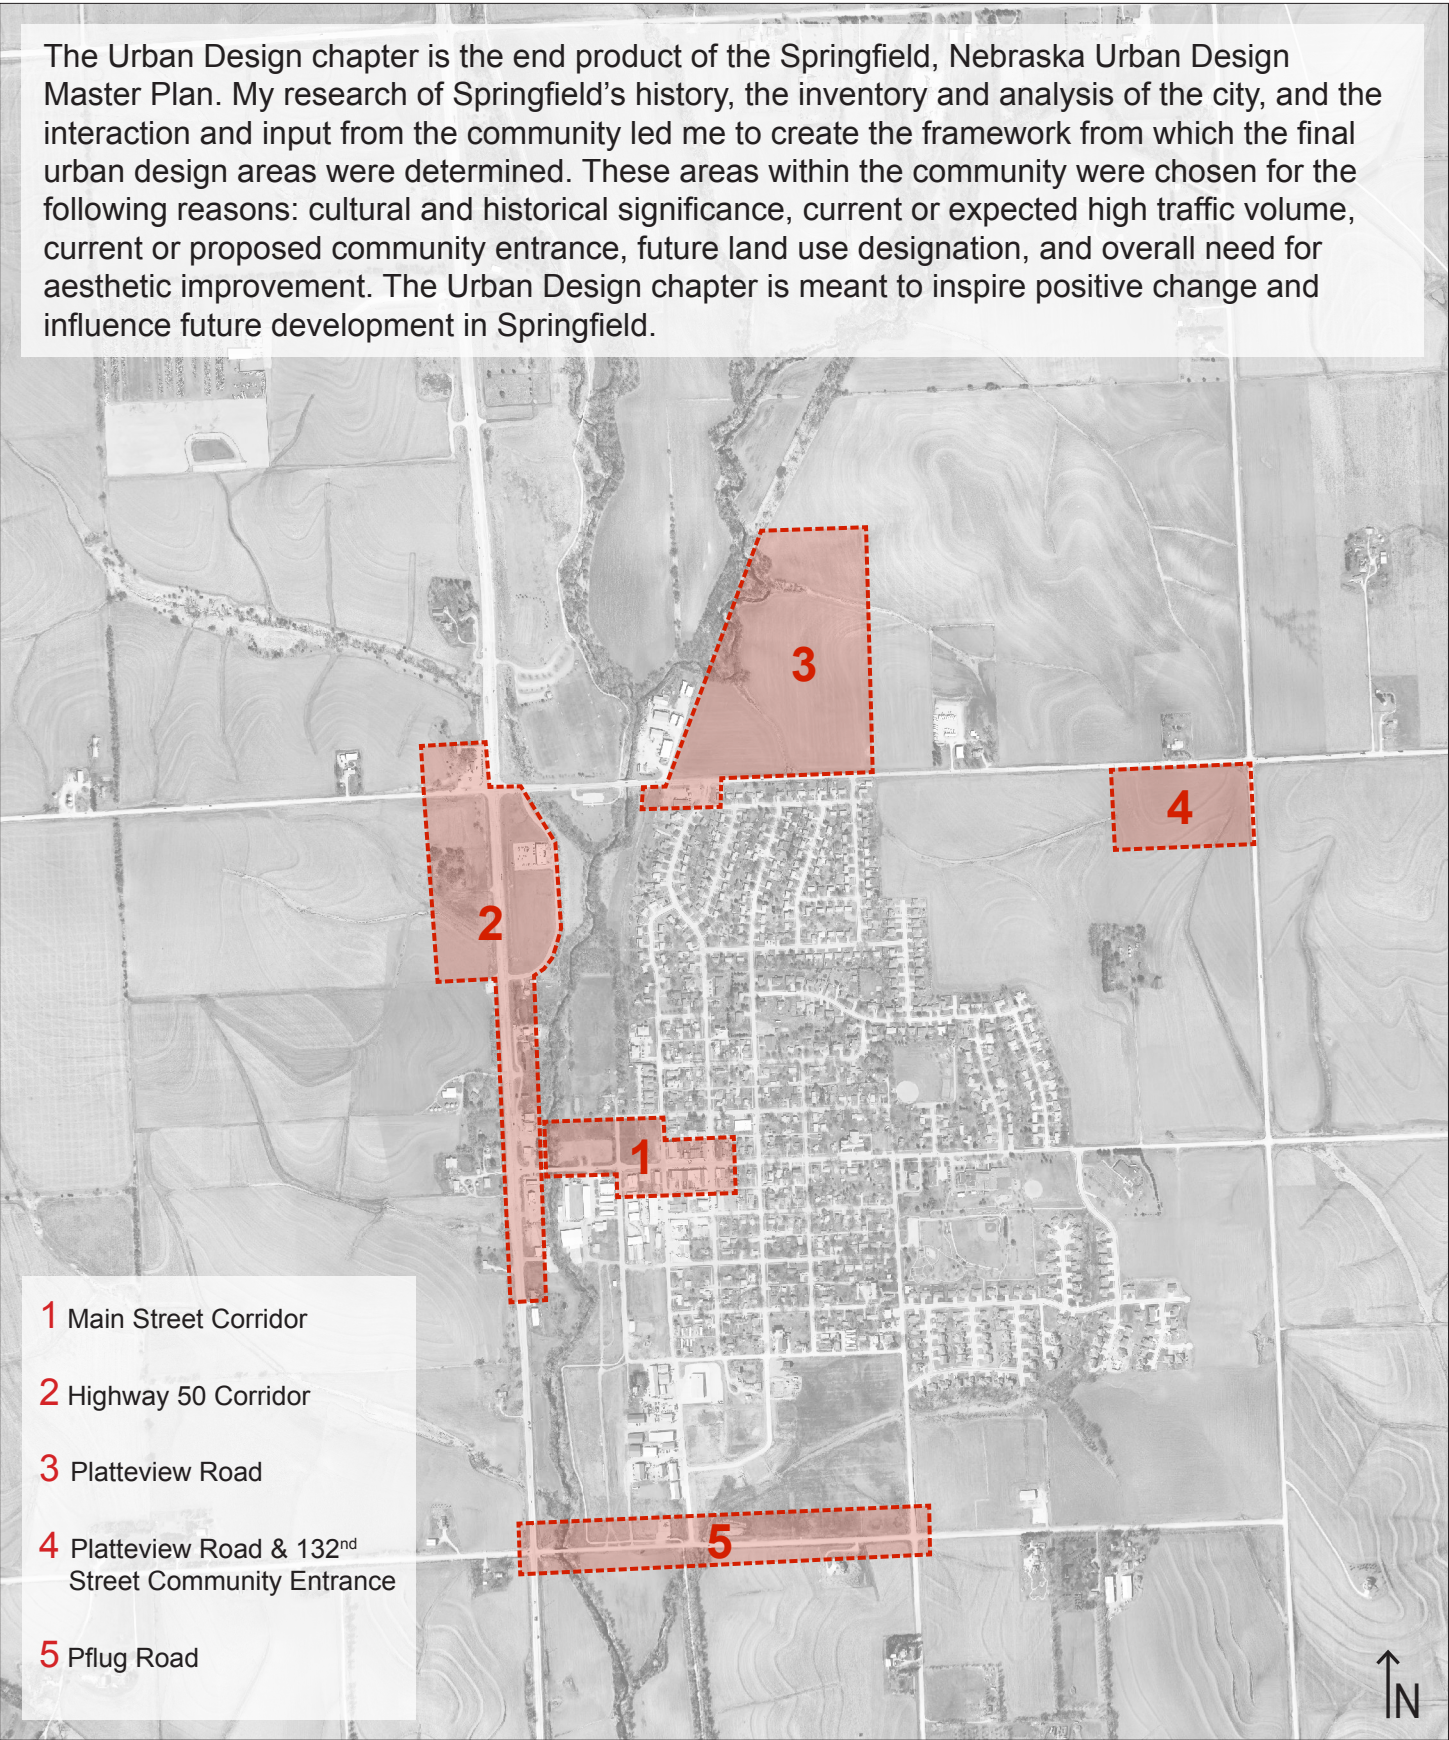 The Urban Design chapter is the end product of the Springfield, Nebraska Urban Design
Master Plan. My research of Springfield’s history, the inventory and analysis of the city, and the
interaction and input from the community led me to create the framework from which the final
urban design areas were determined. These areas within the community were chosen for the
following reasons: cultural and historical significance, current or expected high traffic volume,
current or proposed community entrance, future land use designation, and overall need for
aesthetic improvement. The Urban Design chapter is meant to inspire positive change and
influence future development in Springfield.
3
4
2
1
5
1 Main Street Corridor
2 Highway 50 Corridor
3 Platteview Road
4 Platteview Road & 132nd
Street Community Entrance
5 Pflug Road
N